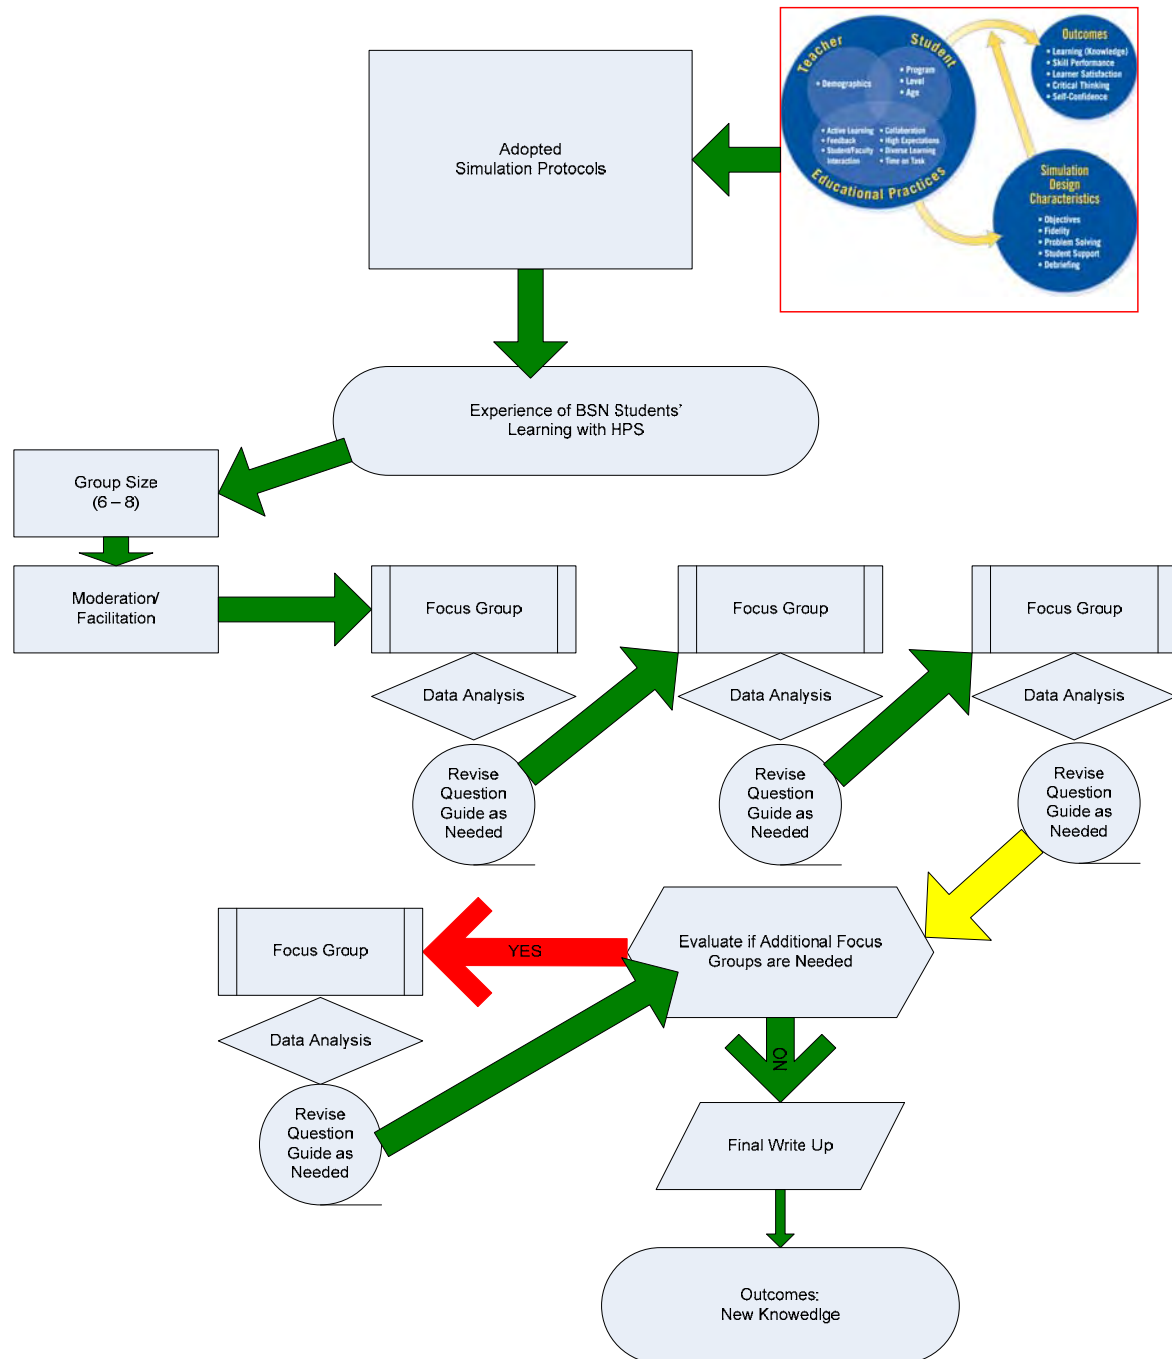 Teacher
Student
• Demographics
• Program
• Level
• Age
• Active Learning
• Feedback
• Student/Faculty
Interaction
• Collaboration
• High Expectations
• Diverse Learning
• Time on Task
Educational Practices
Outcomes
• Learning (Knowledge)
• Skill Performance
• Learner Satisfaction
• Critical Thinking
• Self-Confidence
Simulation
Design
Characteristics
• Objectives
• Fidelity
• Problem Solving
• Student Support
• Debriefing
Adopted
Simulation Protocols
Experience of BSN Students'
Learning with HPS
Group Size
(6 – 8)
Moderation/
Facilitation
Focus Group
Data Analysis
Revise
Question
Guide as
Needed
Focus Group
Data Analysis
Revise
Question
Guide as
Needed
Focus Group
Data Analysis
Revise
Question
Guide as
Needed
Evaluate if Additional Focus
Groups are Needed
YES
Focus Group
Data Analysis
Revise
Question
Guide as
Needed
NO
Final Write Up
Outcomes:
New Knowedlge